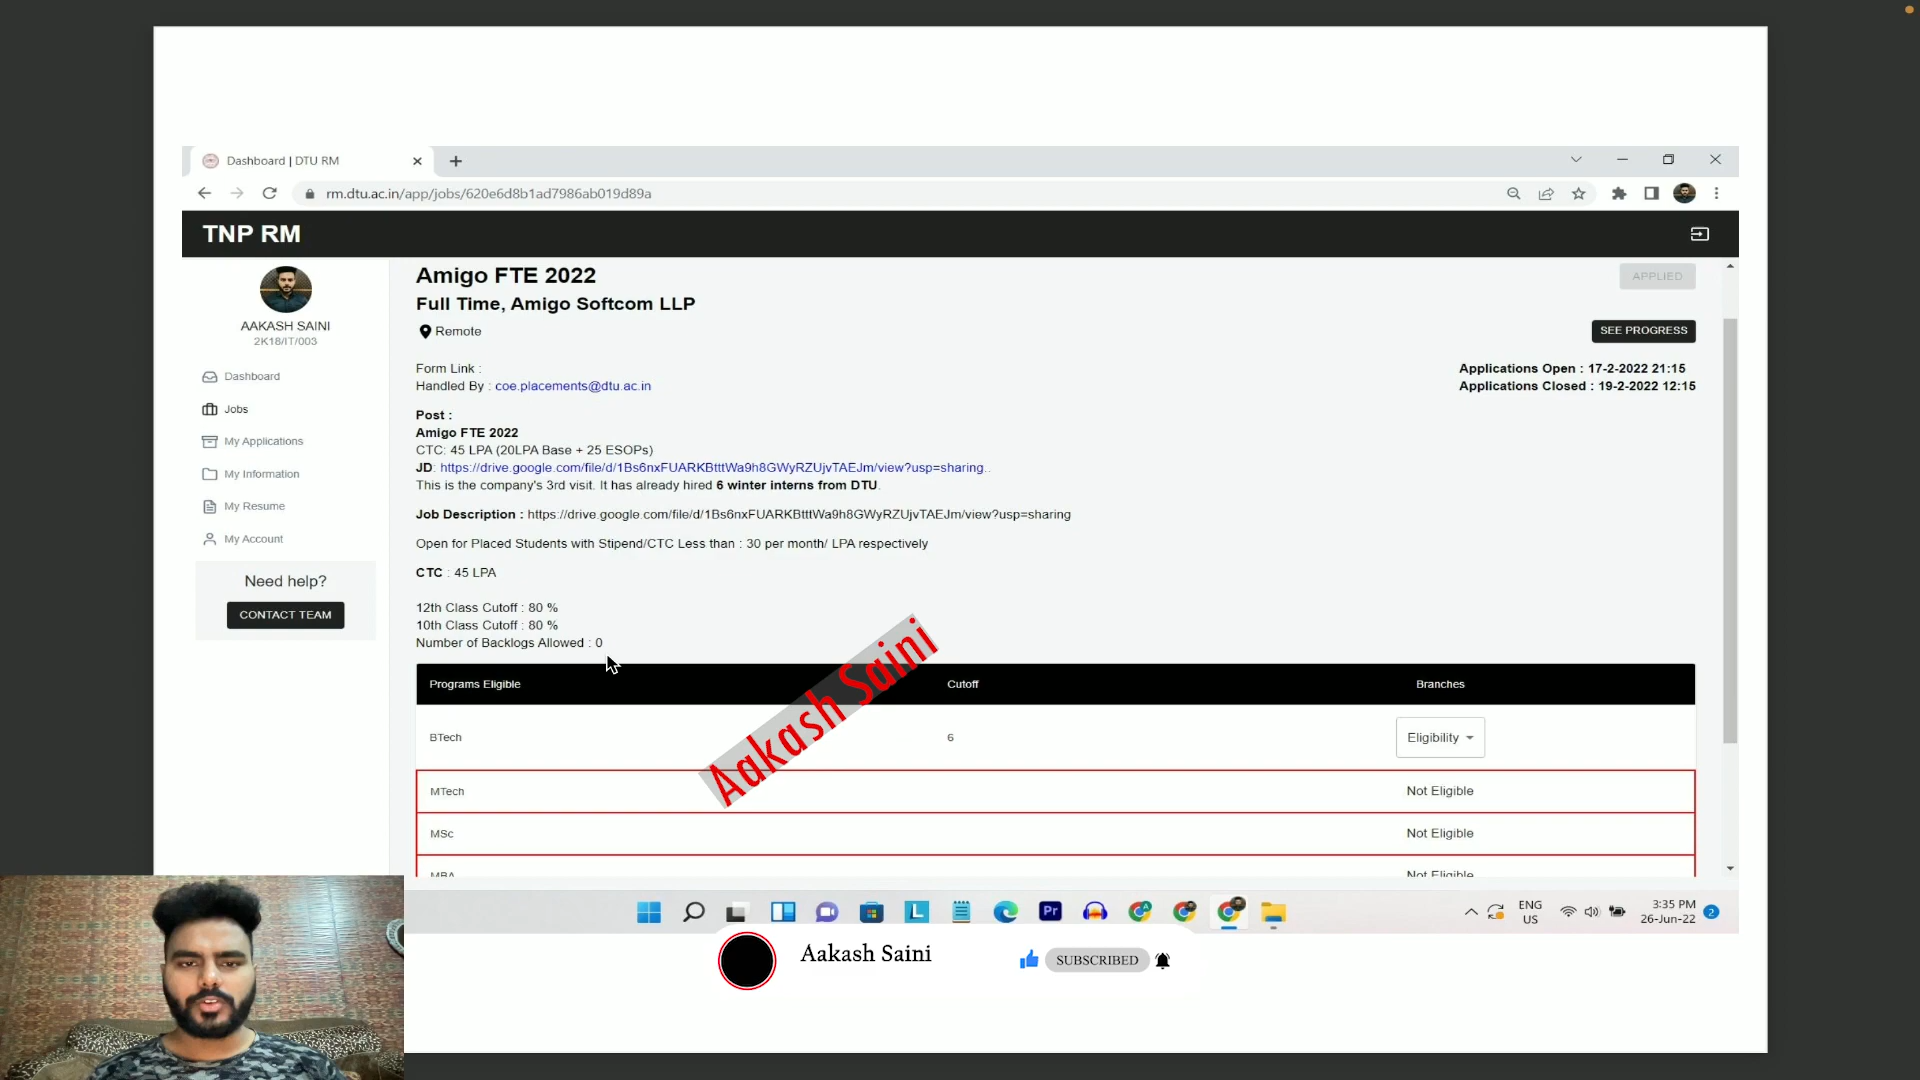 Dashboard | DTU RM
rm.dtu.ac.in/app/jobs/620e6d8b1ad7986ab019d89a
TNP RM
AAKASH SAINI
2K18/IT/003
Dashboard
Jobs
My Applications
My Information
My Resume
My Account
Need help?
CONTACT TEAM
Amigo FTE 2022
APPLIED
Full Time, Amigo Softcom LLP
Remote
SEE PROGRESS
Form Link :
Handled By : coe.placements@dtu.ac.in
Applications Open : 17-2-2022 21:15
Applications Closed : 19-2-2022 12:15
Post :
Amigo FTE 2022
CTC: 45 LPA (20LPA Base + 25 ESOPs)
JD: https://drive.google.com/file/d/1Bs6nxFUARKBtttWa9h8GWyRZUjvTAEJm/view?usp=sharing..
This is the company's 3rd visit. It has already hired 6 winter interns from DTU.
Job Description : https://drive.google.com/file/d/1Bs6nxFUARKBtttWa9h8GWyRZUjvTAEJm/view?usp=sharing
Open for Placed Students with Stipend/CTC Less than : 30 per month/ LPA respectively
CTC : 45 LPA
12th Class Cutoff : 80 %
10th Class Cutoff : 80 %
Number of Backlogs Allowed : 0
Aakash Saini
Programs Eligible Cutoff Branches
BTech 6 Eligibility
MTech Not Eligible
MSc Not Eligible
MBA Not Eligible
L
Pr
ENG
US
3:35 PM
26-Jun-22
2
Aakash Saini
SUBSCRIBED